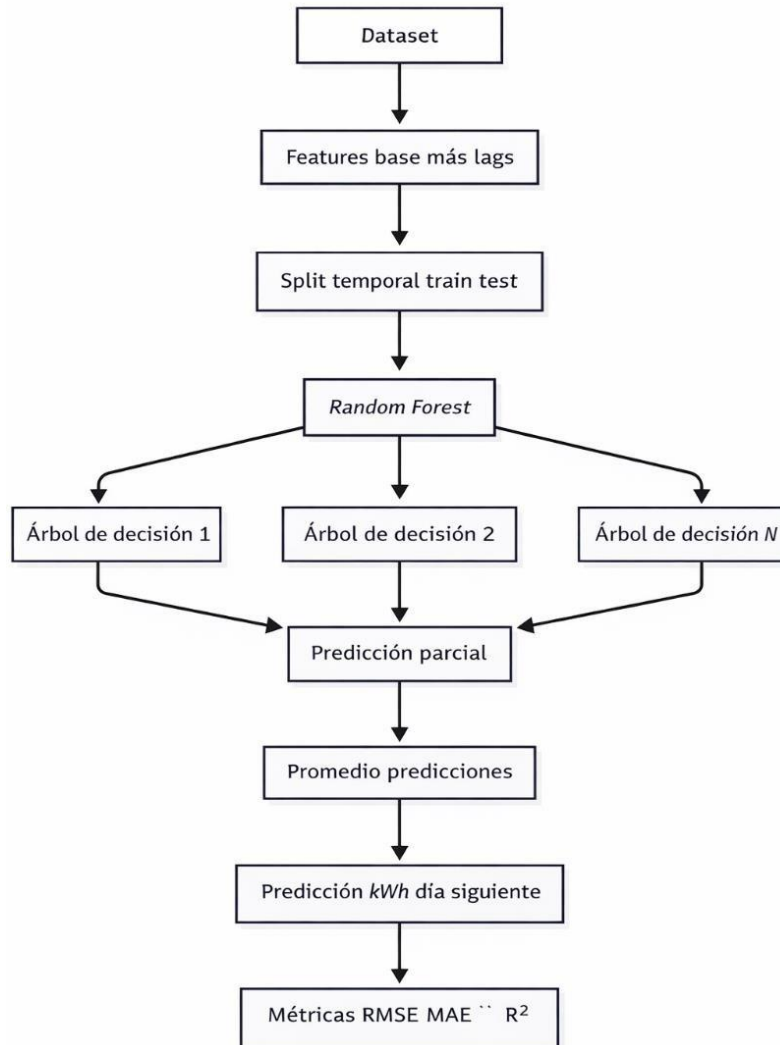 Dataset
Features base más lags
Split temporal train test
Random Forest
Árbol de decisión 1
Árbol de decisión 2
Árbol de decisión N
Predicción parcial
Promedio predicciones
Predicción kWh día siguiente
Métricas RMSE MAE `` R²